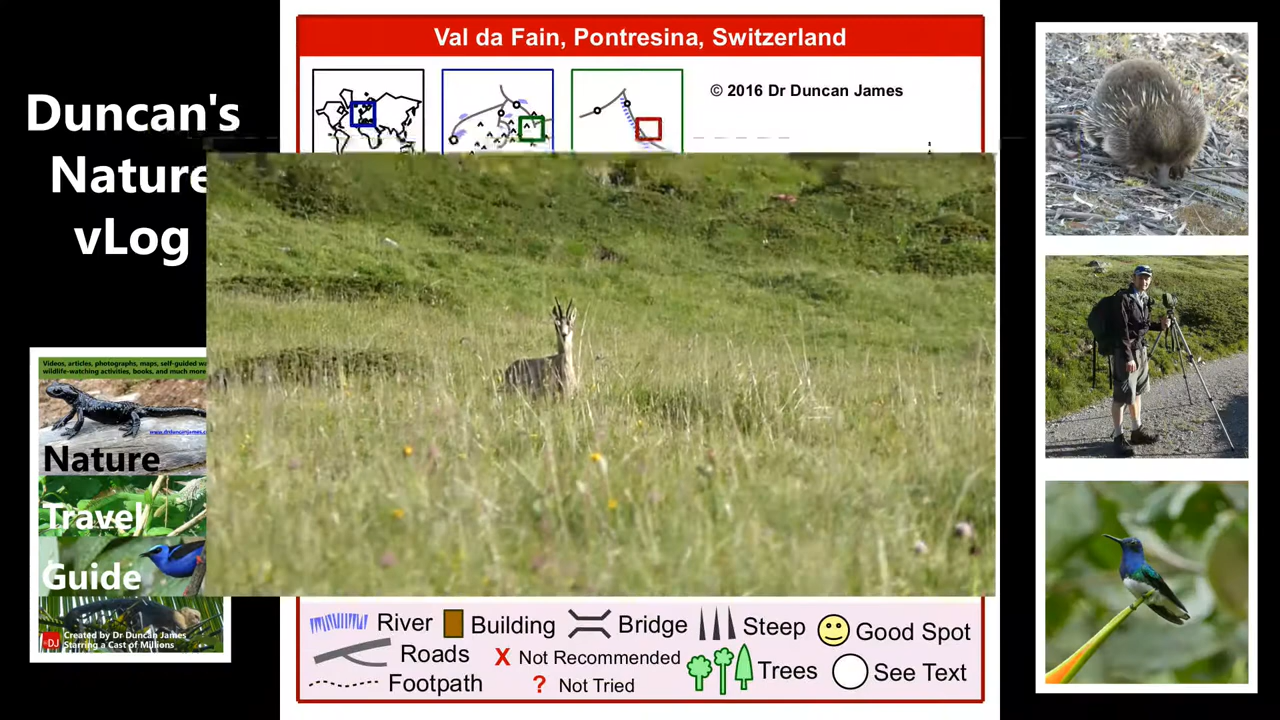 Val da Fain, Pontresina, Switzerland
© 2016 Dr Duncan James
Duncan's
Nature
vLog
Videos, articles, photographs, maps, self-guided
wildlife-watching activities, books, and much more
Nature
Travel
Guide
DJ
Created by Dr Duncan James
Starring a Cast of Millions
River
Building
Bridge
Steep
Good Spot
Roads
X Not Recommended
Trees
See Text
Footpath
? Not Tried